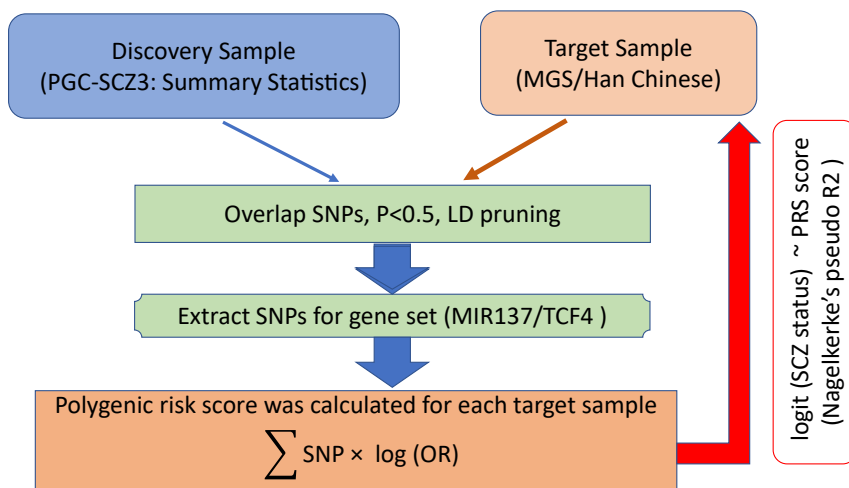 Discovery Sample
(PGC-SCZ3: Summary Statistics)
Target Sample
(MGS/Han Chinese)
Overlap SNPs, P<0.5, LD pruning
Extract SNPs for gene set (MIR137/TCF4 )
Polygenic risk score was calculated for each target sample
∑ SNP × log (OR)
logit (SCZ status) ~ PRS score
(Nagelkerke’s pseudo R2 )